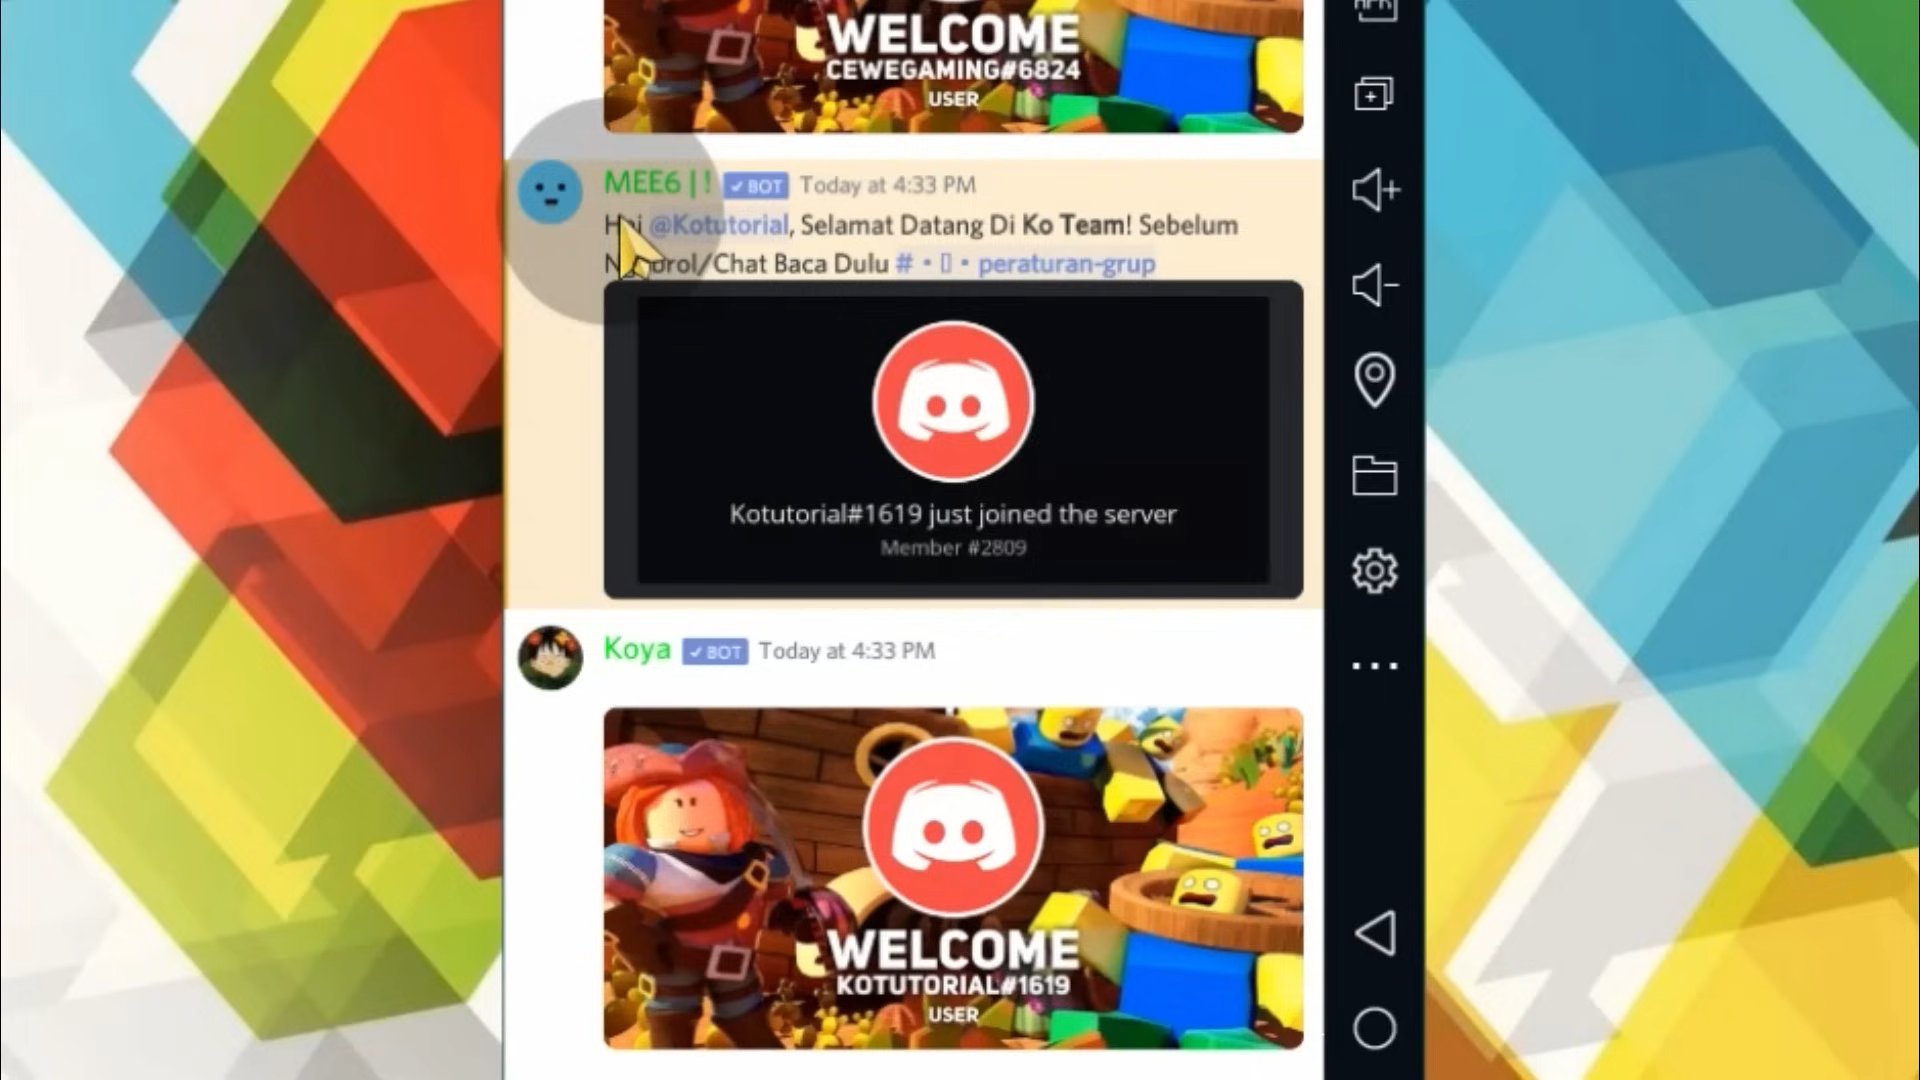 WELCOME
CEWEGAMING#6824
USER
MEE6 | ! ✓ BOT Today at 4:33 PM
@Kotutorial, Selamat Datang Di Ko Team! Sebelum
Baca Dulu # • ▯ • peraturan-grup
Kotutorial#1619 just joined the server
Member #2809
Koya ✓ BOT Today at 4:33 PM
WELCOME
KOTUTORIAL#1619
USER